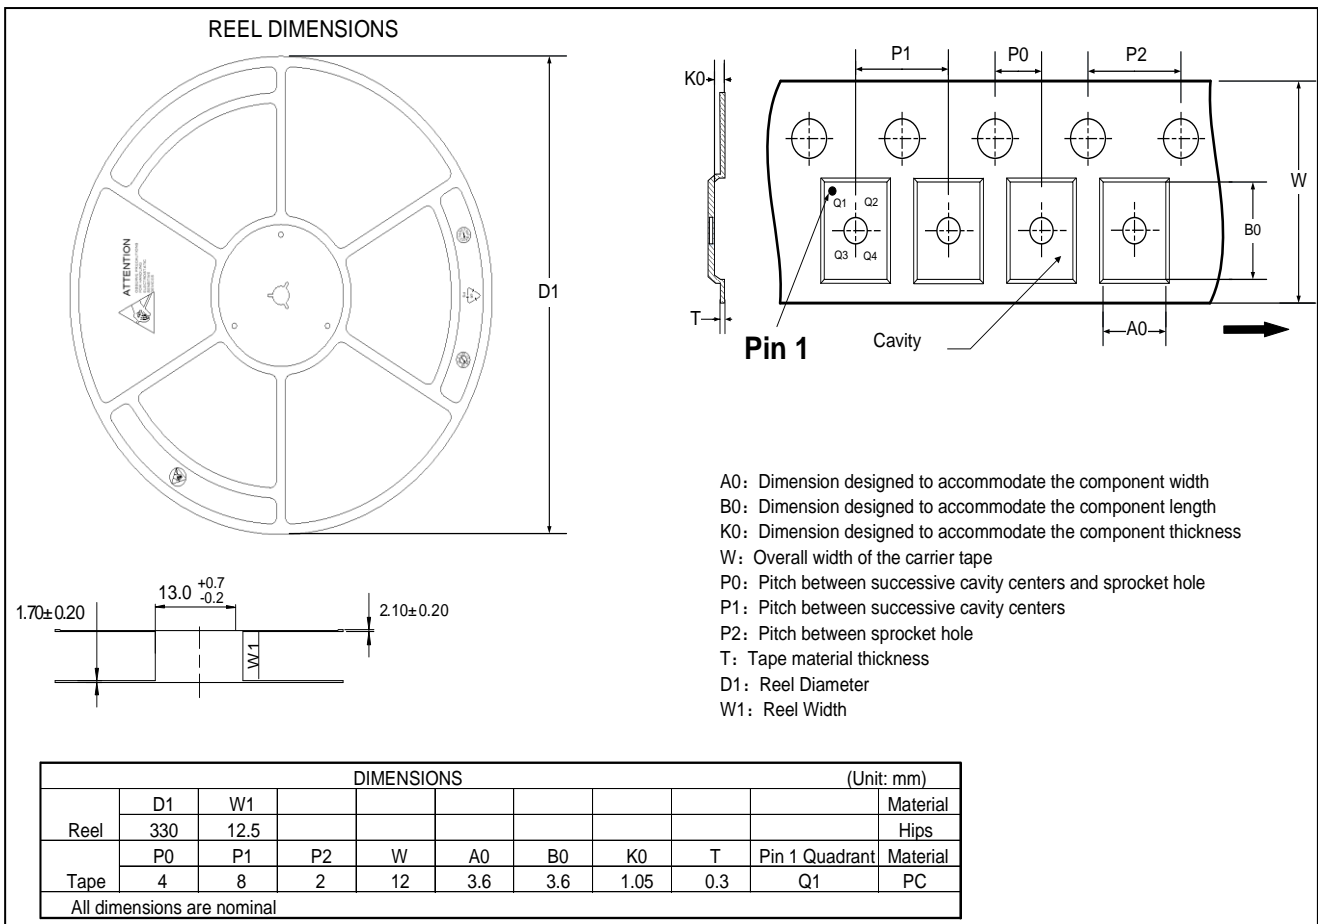 REEL DIMENSIONS
ATTENTION
D1
13.0 +0.7 -0.2
1.70±0.20
2.10±0.20
W1
P1
P0
P2
K0
W
Q1 Q2
Q3 Q4
B0
T
A0
Pin 1
Cavity
A0：Dimension designed to accommodate the component width
B0：Dimension designed to accommodate the component length
K0：Dimension designed to accommodate the component thickness
W：Overall width of the carrier tape
P0：Pitch between successive cavity centers and sprocket hole
P1：Pitch between successive cavity centers
P2：Pitch between sprocket hole
T：Tape material thickness
D1：Reel Diameter
W1：Reel Width
DIMENSIONS (Unit: mm)
D1 W1 Material
Reel 330 12.5 Hips
P0 P1 P2 W A0 B0 K0 T Pin 1 Quadrant Material
Tape 4 8 2 12 3.6 3.6 1.05 0.3 Q1 PC
All dimensions are nominal